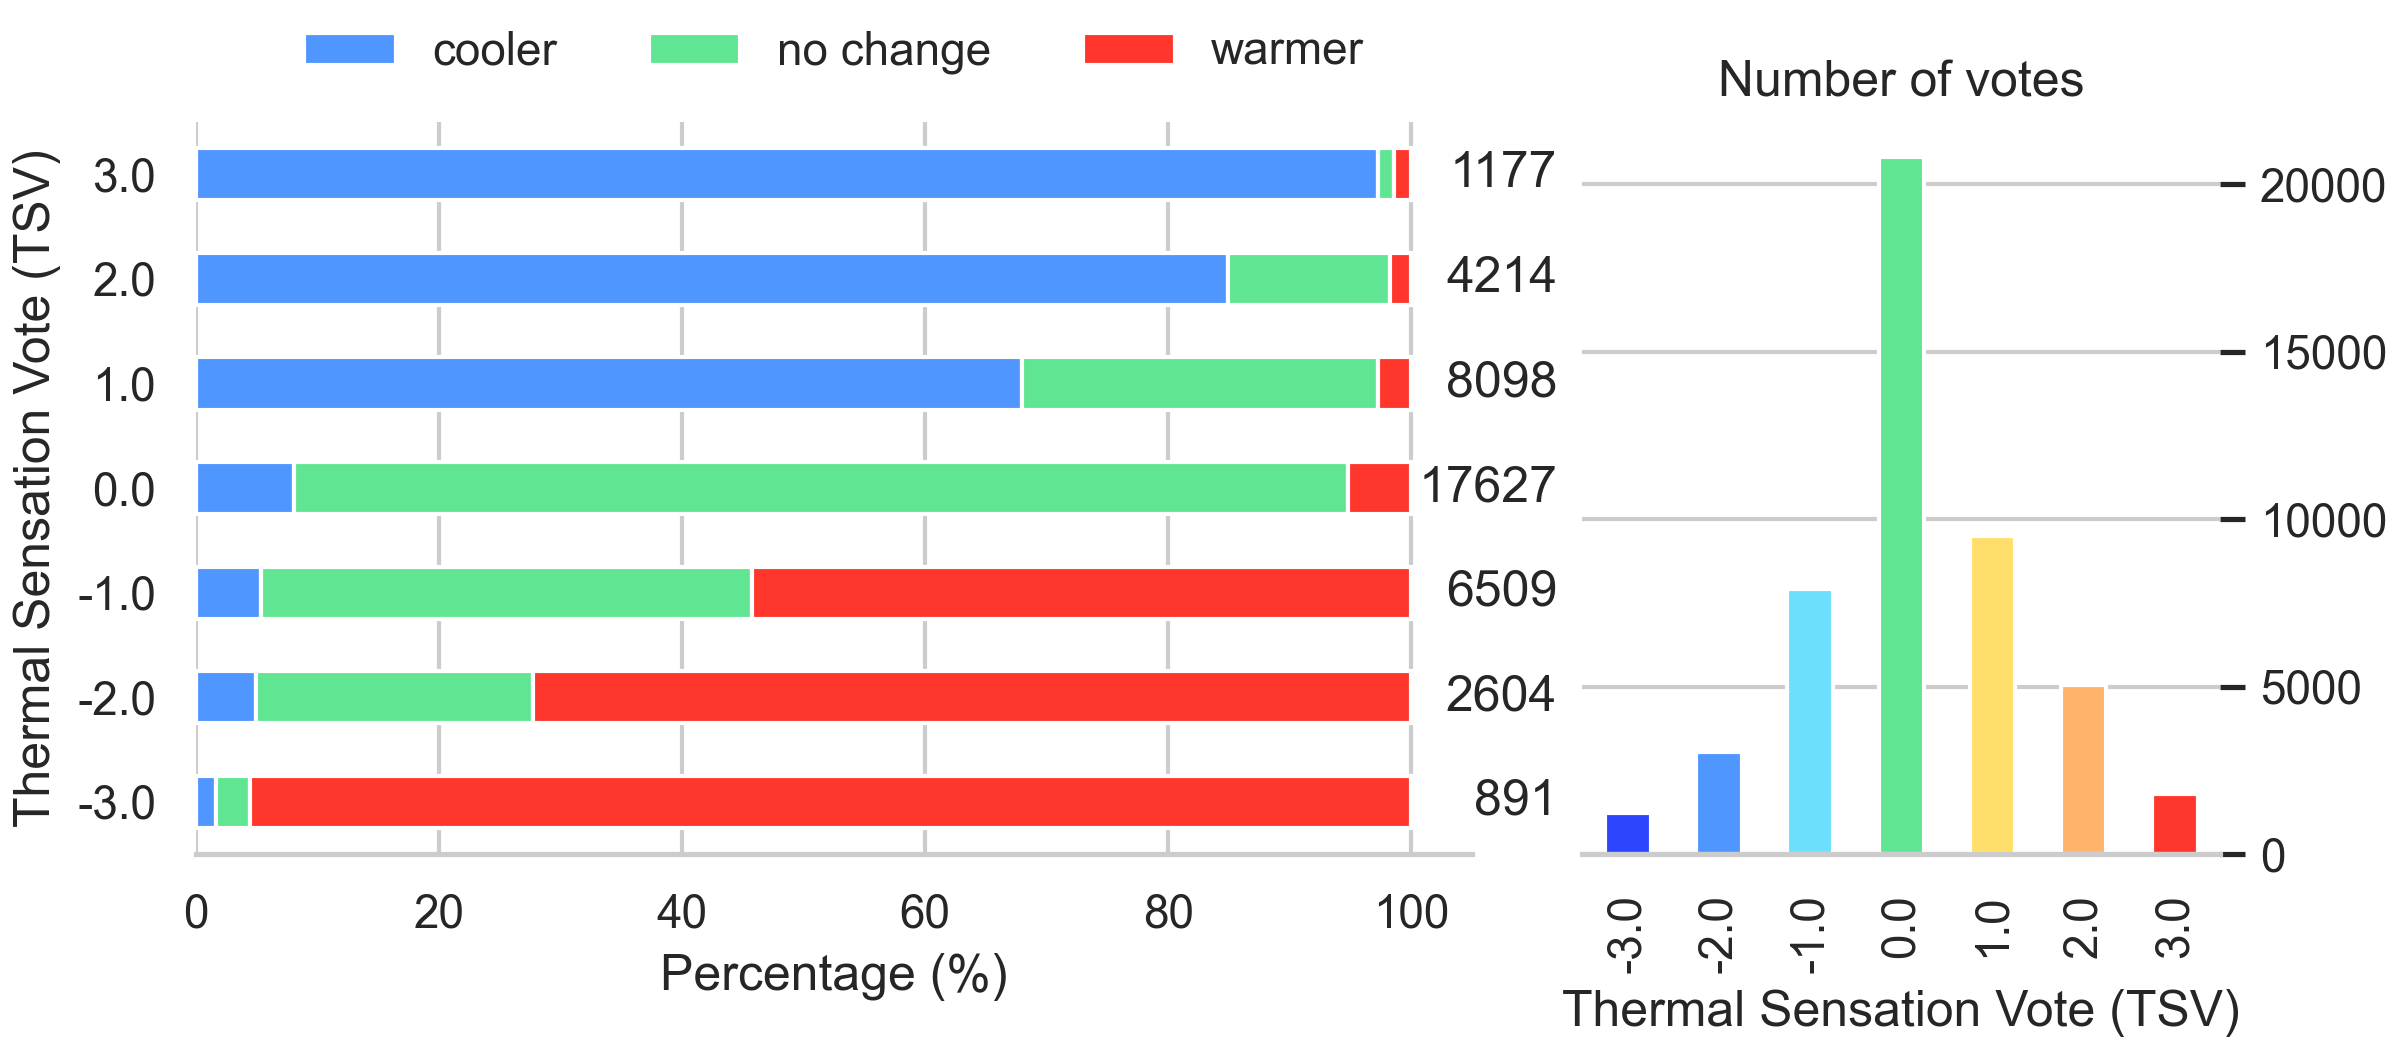 cooler no change warmer
Thermal Sensation Vote (TSV)
3.0 1177
2.0 4214
1.0 8098
0.0 17627
-1.0 6509
-2.0 2604
-3.0 891
0 20 40 60 80 100
Percentage (%)
Number of votes
20000
15000
10000
5000
0
-3.0 -2.0 -1.0 0.0 1.0 2.0 3.0
Thermal Sensation Vote (TSV)